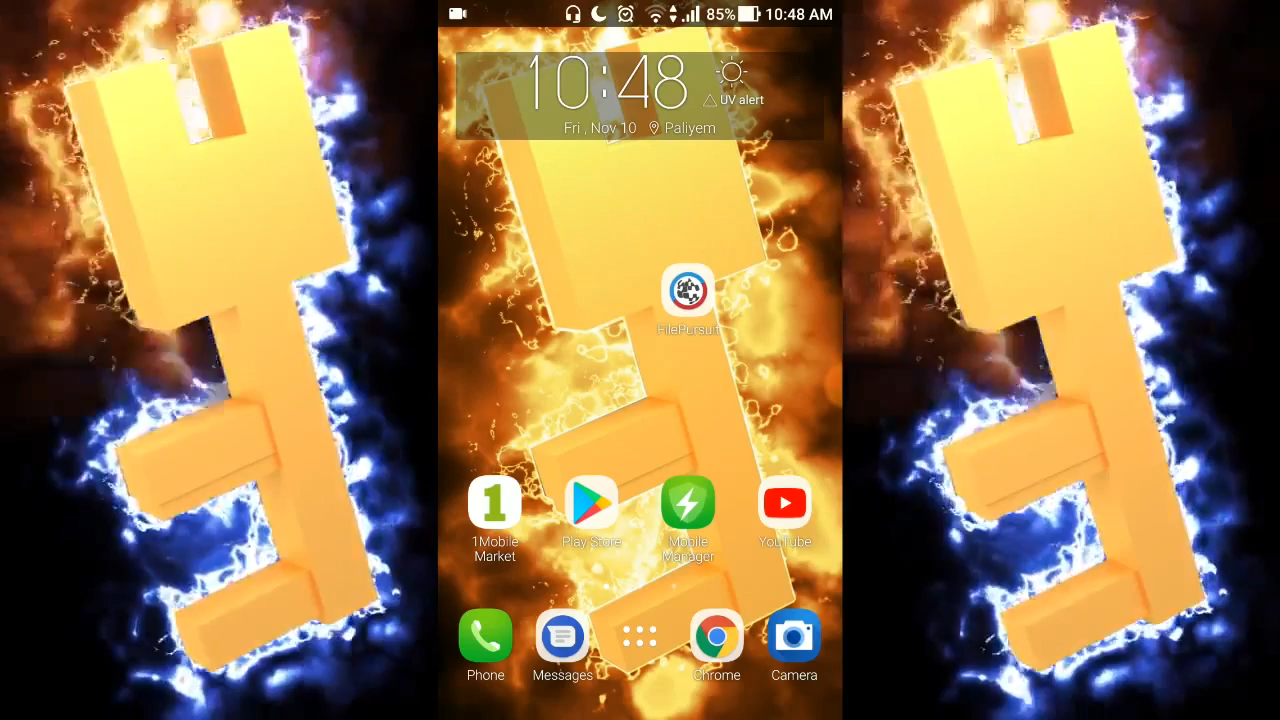 85% 10:48 AM
10:48
UV alert
Fri , Nov 10 Paliyem
FilePursuit
1Mobile Market
Play Store
Mobile Manager
YouTube
Phone
Messages
Chrome
Camera